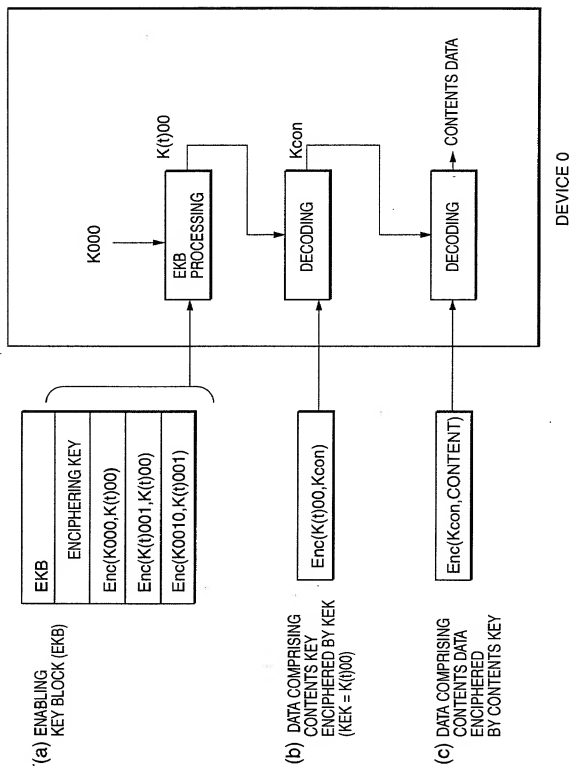 (a) ENABLING
KEY BLOCK (EKB)
EKB
ENCIPHERING KEY
Enc(K000,K(t)00)
Enc(K(t)001,K(t)00)
Enc(K0010,K(t)001)
K000
EKB
PROCESSING
K(t)00
(b) DATA COMPRISING
CONTENTS KEY
ENCIPHERED BY KEK
(KEK = K(t)00)
Enc(K(t)00,Kcon)
DECODING
Kcon
(c) DATA COMPRISING
CONTENTS DATA
ENCIPHERED
BY CONTENTS KEY
Enc(Kcon,CONTENT)
DECODING
CONTENTS DATA
DEVICE 0